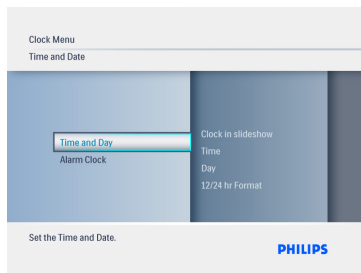 Clock Menu
Time and Date
Time and Day
Alarm Clock
Clock in slideshow
Time
Day
12/24 hr Format
Set the Time and Date.
PHILIPS